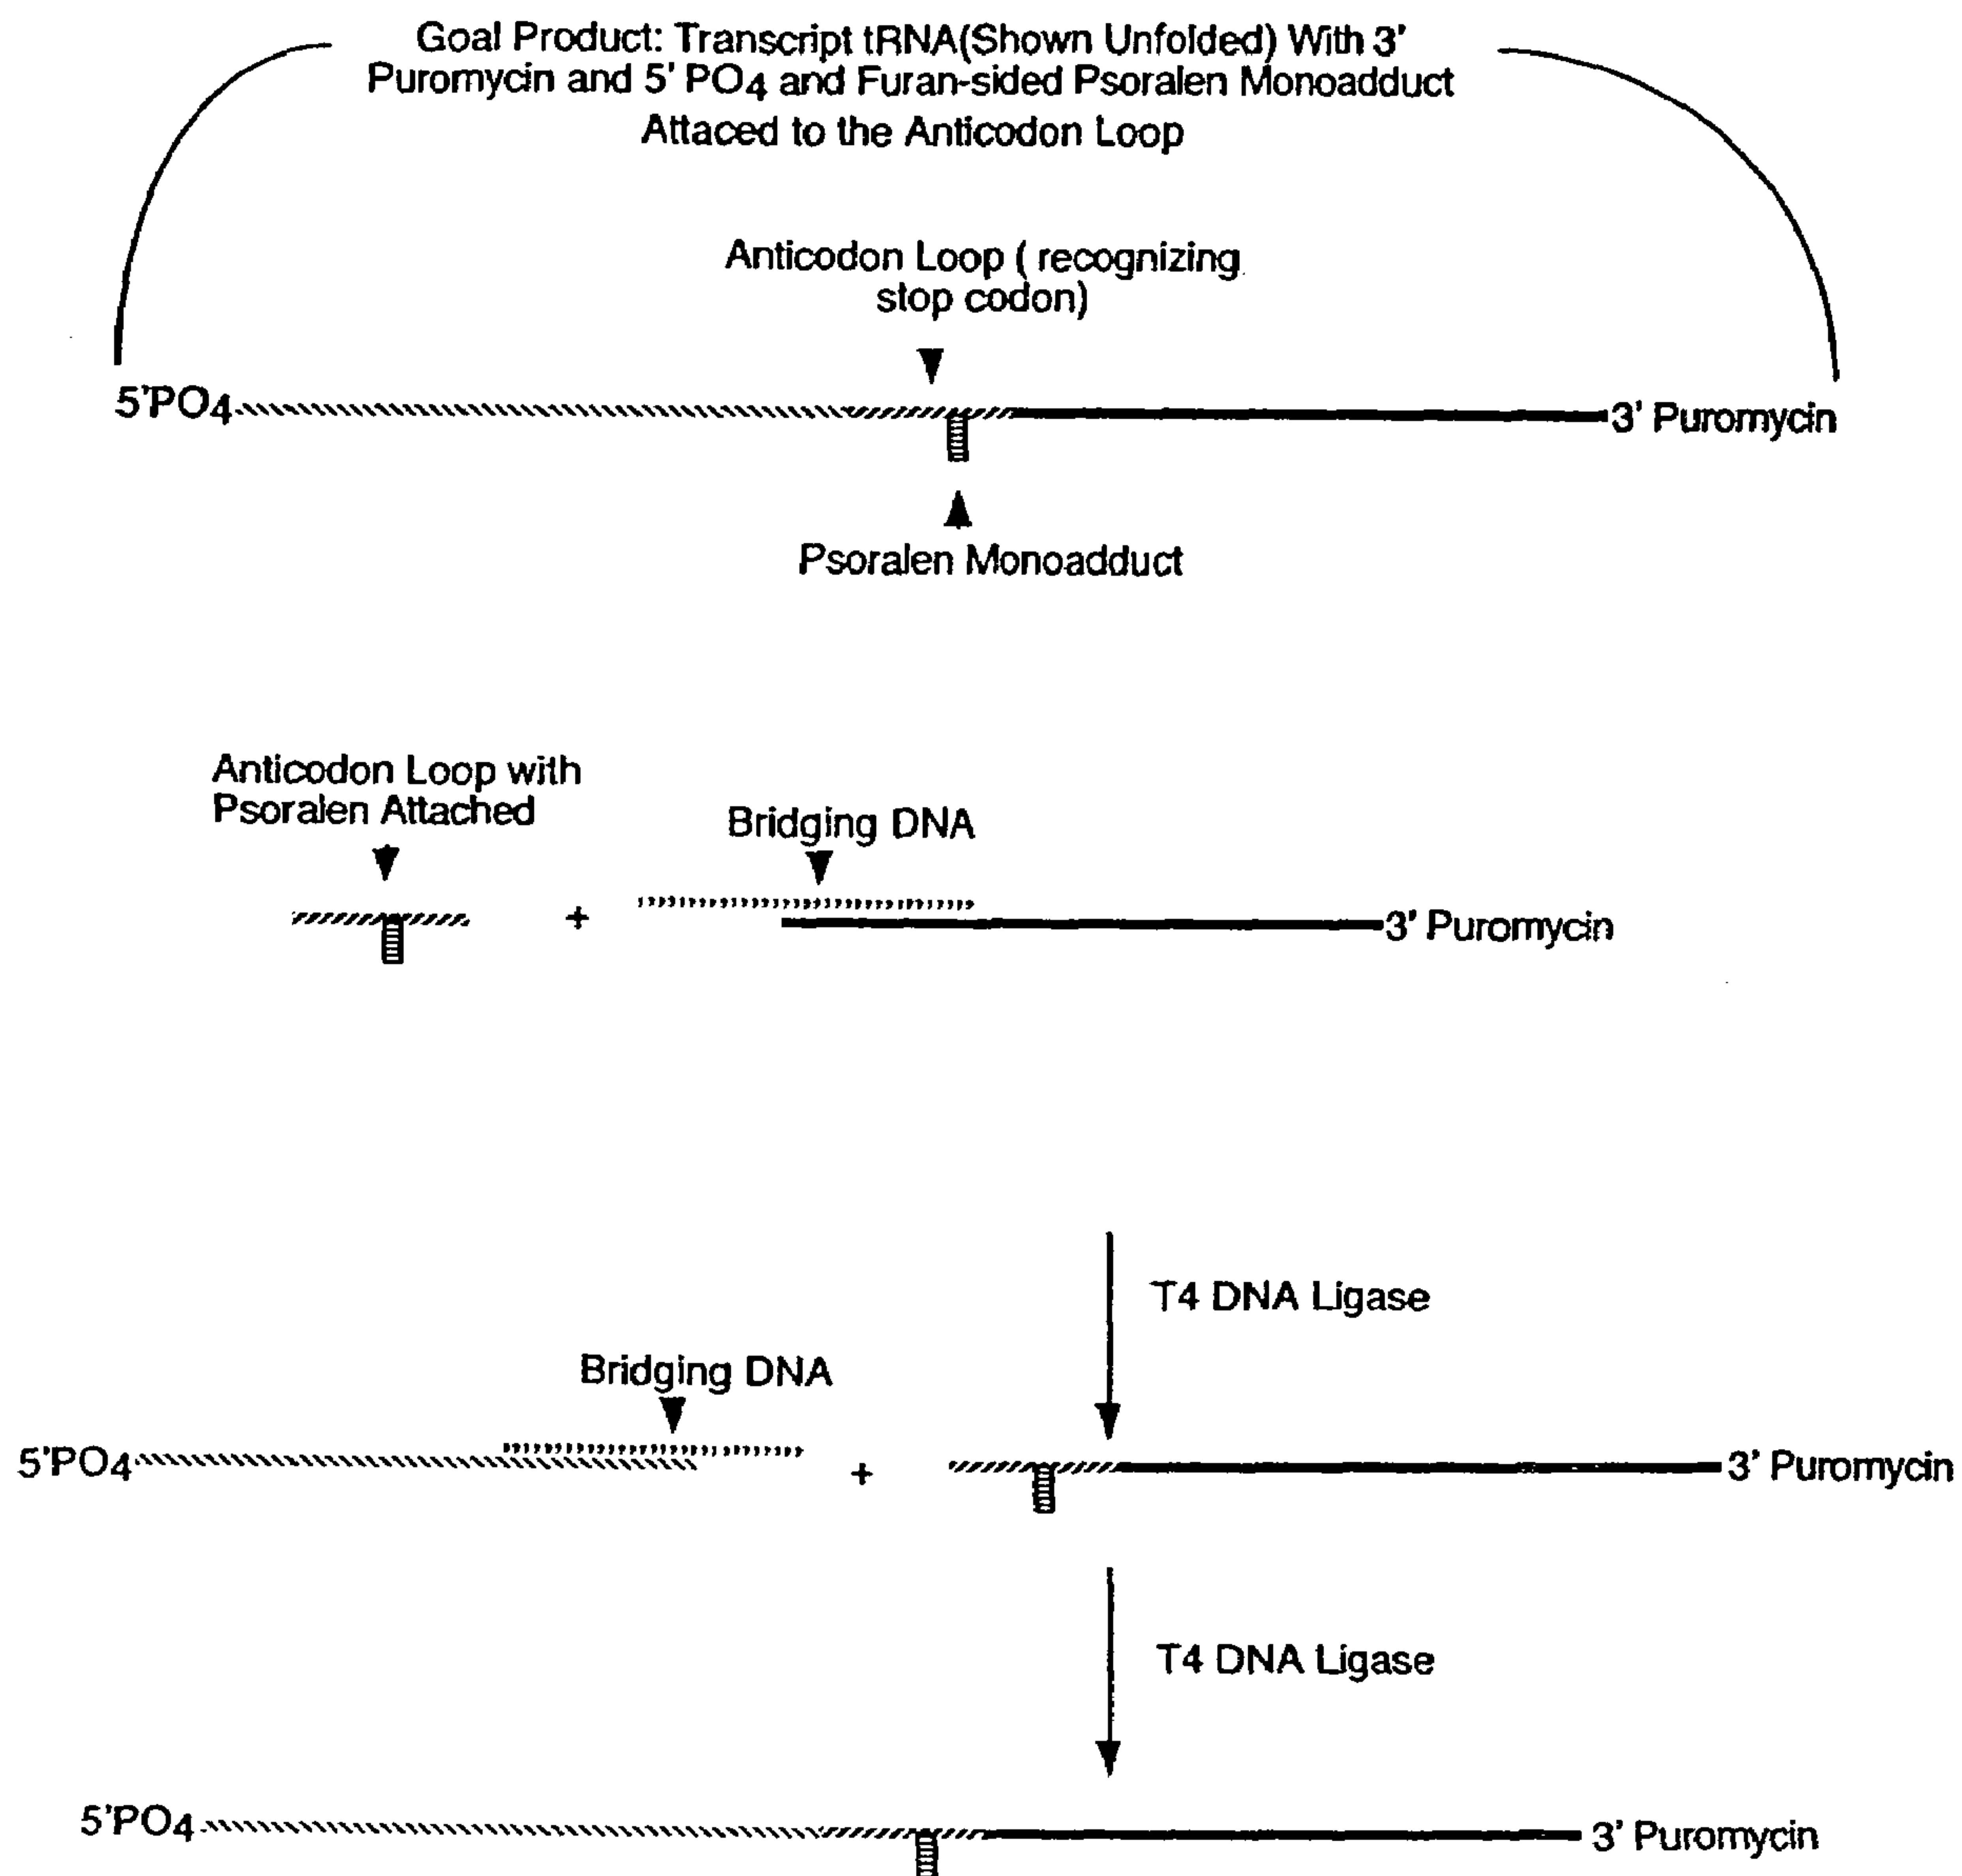 Goal Product: Transcript tRNA(Shown Unfolded) With 3'
Puromycin and 5' PO4 and Furan-sided Psoralen Monoadduct
Attaced to the Anticodon Loop
Anticodon Loop ( recognizing
stop codon)
5'PO4
3' Puromycin
Psoralen Monoadduct
Anticodon Loop with
Psoralen Attached
Bridging DNA
+
3' Puromycin
T4 DNA Ligase
Bridging DNA
5'PO4
+
3' Puromycin
T4 DNA Ligase
5'PO4
3' Puromycin